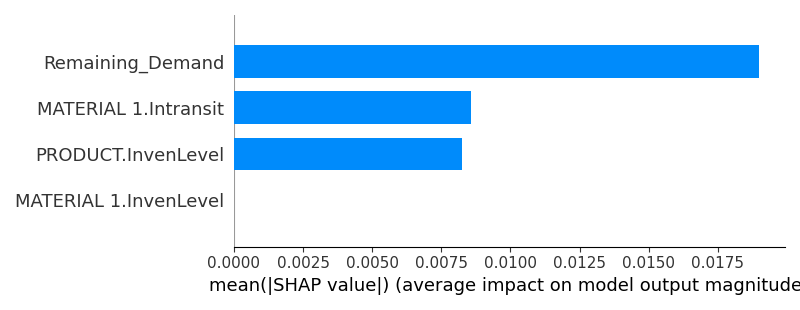 Remaining_Demand
MATERIAL 1.Intransit
PRODUCT.InvenLevel
MATERIAL 1.InvenLevel
0.0000 0.0025 0.0050 0.0075 0.0100 0.0125 0.0150 0.0175
mean(|SHAP value|) (average impact on model output magnitude